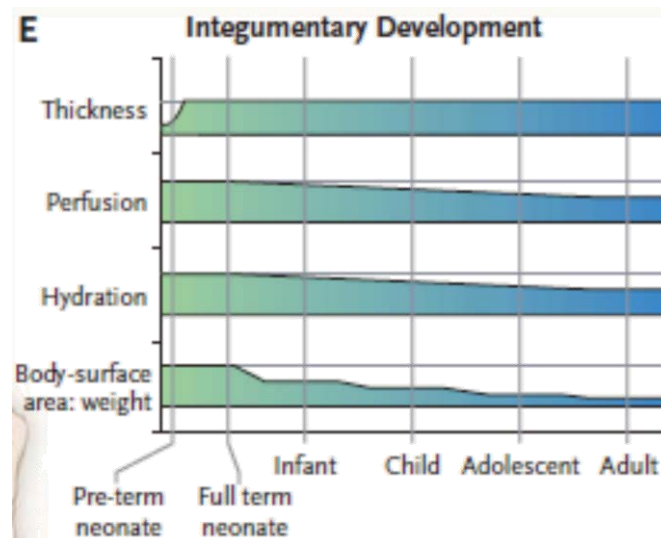 E
Integumentary Development
Thickness
Perfusion
Hydration
Body-surface
area: weight
Infant
Child
Adolescent
Adult
Pre-term
neonate
Full term
neonate